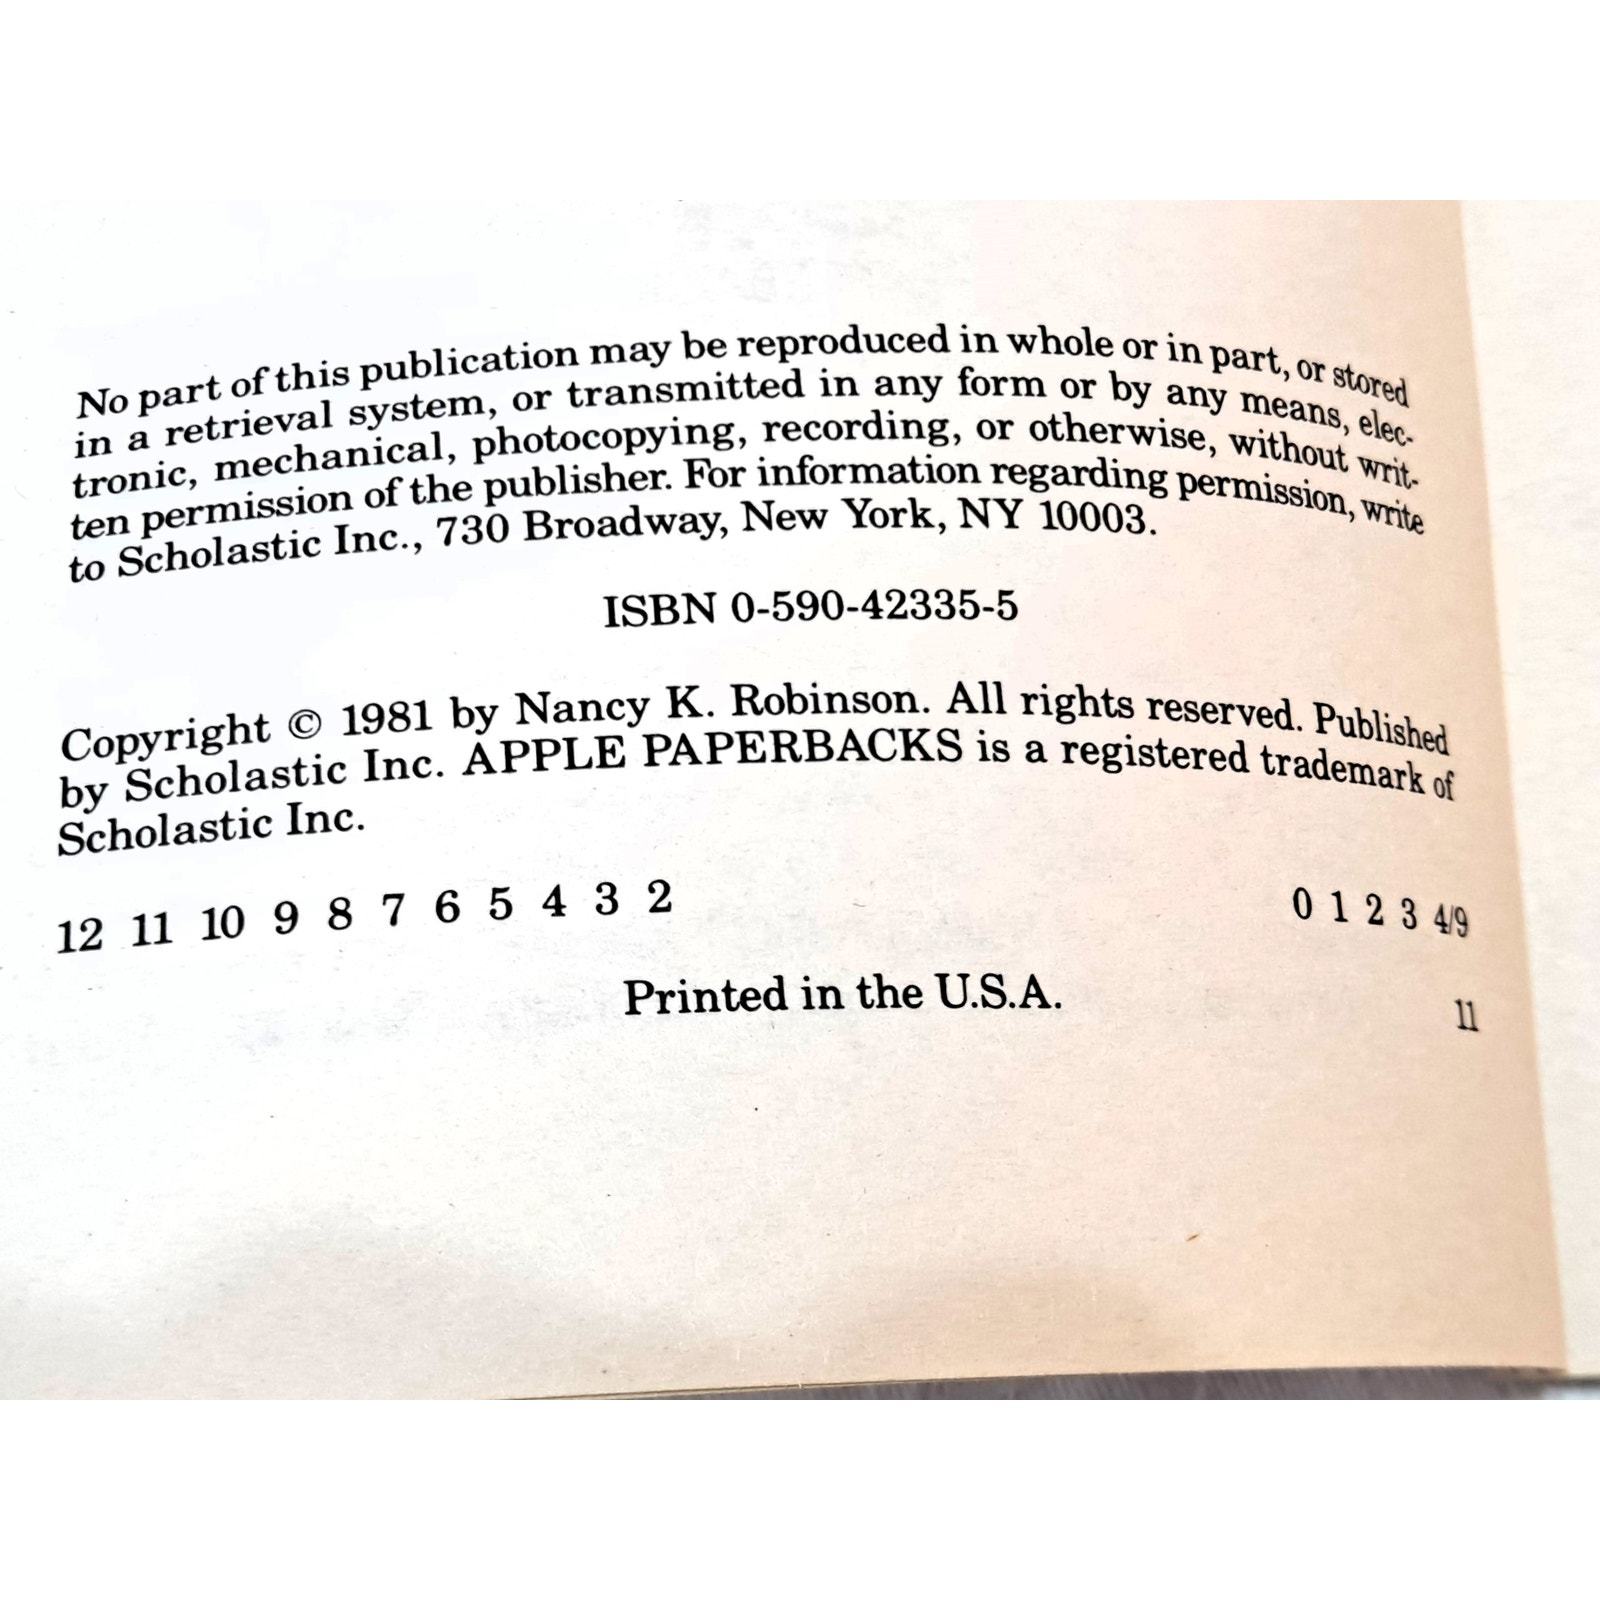 No part of this publication may be reproduced in whole or in part, or stored
in a retrieval system, or transmitted in any form or by any means, elec-
tronic, mechanical, photocopying, recording, or otherwise, without writ-
ten permission of the publisher. For information regarding permission, write
to Scholastic Inc., 730 Broadway, New York, NY 10003.
ISBN 0-590-42335-5
Copyright © 1981 by Nancy K. Robinson. All rights reserved. Published
by Scholastic Inc. APPLE PAPERBACKS is a registered trademark of
Scholastic Inc.
12 11 10 9 8 7 6 5 4 3 2 0 1 2 3 4/9
Printed in the U.S.A. 11